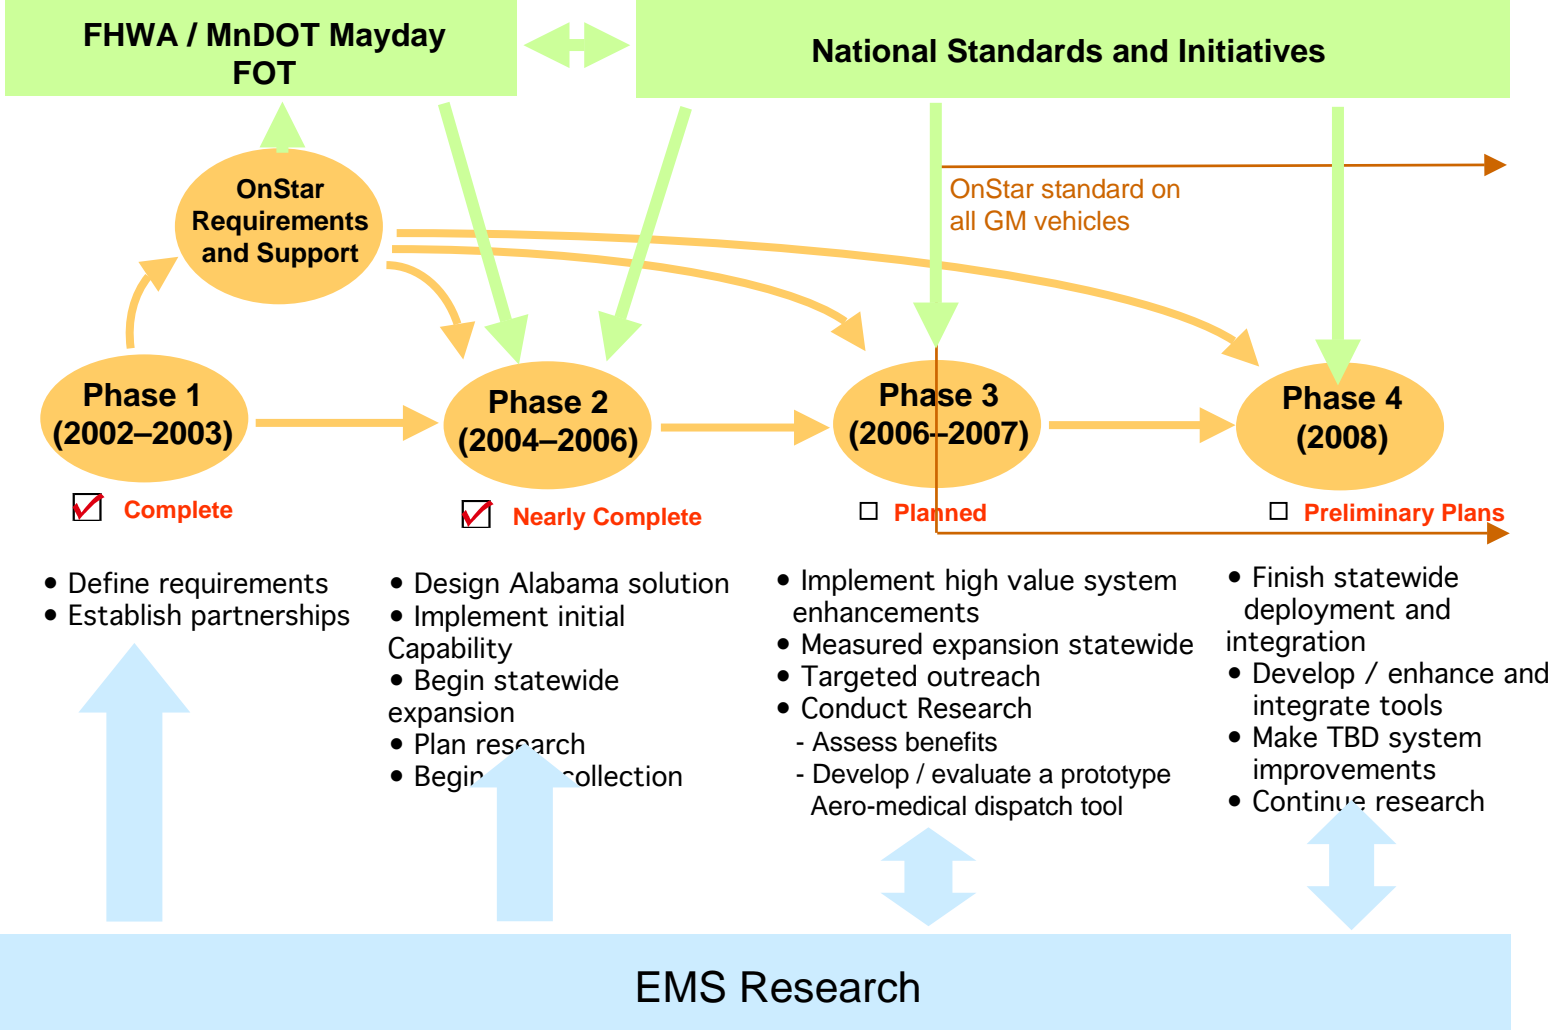 FHWA / MnDOT Mayday
FOT
National Standards and Initiatives
OnStar
Requirements
and Support
OnStar standard on
all GM vehicles
Phase 1
(2002–2003)
Phase 2
(2004–2006)
Phase 3
(2006–2007)
Phase 4
(2008)
Complete
Nearly Complete
Planned
Preliminary Plans
• Define requirements
• Establish partnerships
• Design Alabama solution
• Implement initial
Capability
• Begin statewide
expansion
• Plan research
• Begin collection
• Implement high value system
enhancements
• Measured expansion statewide
• Targeted outreach
• Conduct Research
- Assess benefits
- Develop / evaluate a prototype
Aero-medical dispatch tool
• Finish statewide
deployment and
integration
• Develop / enhance and
integrate tools
• Make TBD system
improvements
• Continue research
EMS Research